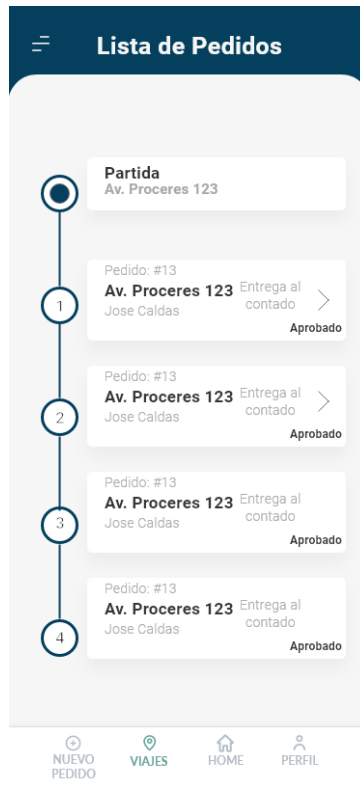 Lista de Pedidos
Partida
Av. Proceres 123
Pedido: #13
Av. Proceres 123
Entrega al
contado
Jose Caldas
Aprobado
1
Pedido: #13
Av. Proceres 123
Entrega al
contado
Jose Caldas
Aprobado
2
Pedido: #13
Av. Proceres 123
Entrega al
contado
Jose Caldas
Aprobado
3
Pedido: #13
Av. Proceres 123
Entrega al
contado
Jose Caldas
Aprobado
4
NUEVO
PEDIDO
VIAJES
HOME
PERFIL